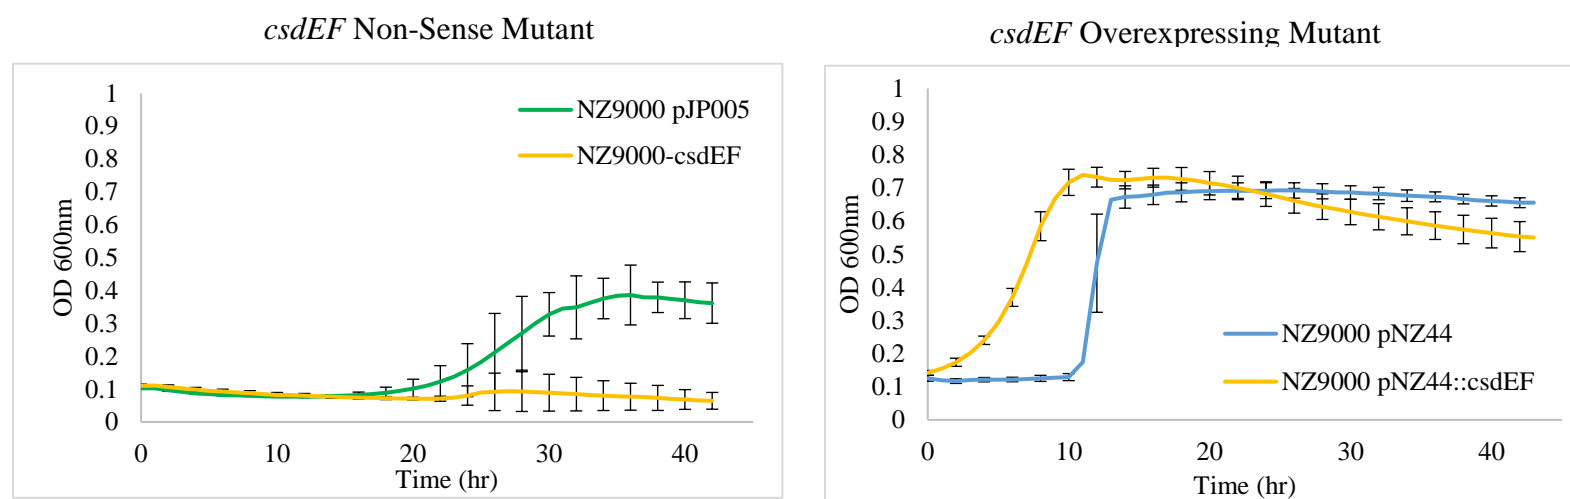 csdEF Non-Sense Mutant
1
0.9
0.8
0.7
0.6
0.5
0.4
0.3
0.2
0.1
0
OD 600nm
NZ9000 pJP005
NZ9000-csdEF
0 10 20 30 40
Time (hr)
csdEF Overexpressing Mutant
1
0.9
0.8
0.7
0.6
0.5
0.4
0.3
0.2
0.1
0
OD 600nm
NZ9000 pNZ44
NZ9000 pNZ44::csdEF
0 10 20 30 40
Time (hr)